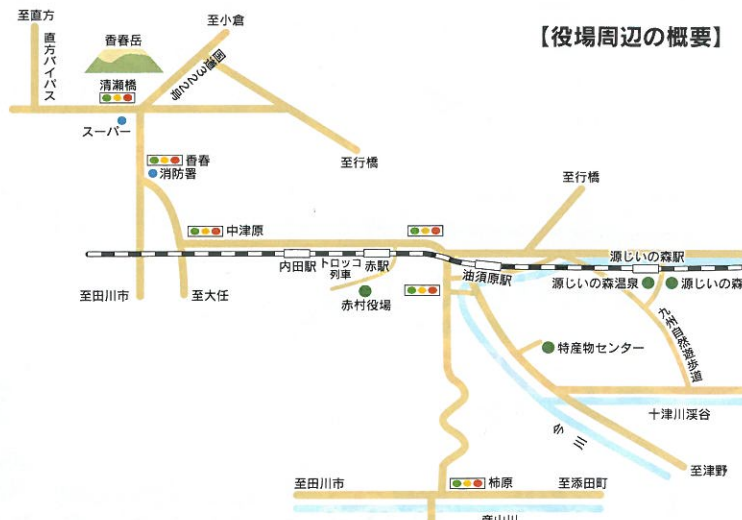 【役場周辺の概要】
至直方
直方バイパス
香春岳
至小倉
国道322号
清瀬橋
スーパー
至行橋
香春
消防署
至行橋
中津原
源じいの森駅
内田駅
トロッコ
列車
赤駅
油須原駅
至田川市
至大任
赤村役場
源じいの森温泉
源じいの森
九州自然遊歩道
特産物センター
十津川渓谷
今川
至津野
至田川市
柿原
至添田町
彦山川